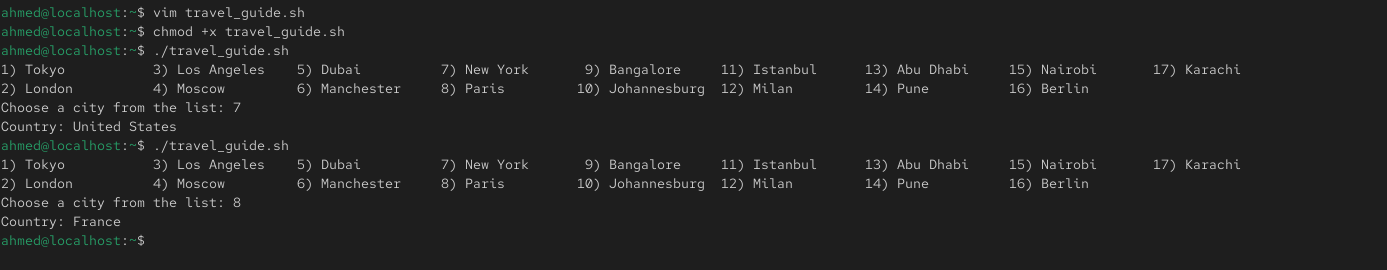 ahmed@localhost:~$ vim travel_guide.sh
ahmed@localhost:~$ chmod +x travel_guide.sh
ahmed@localhost:~$ ./travel_guide.sh
1) Tokyo           3) Los Angeles    5) Dubai          7) New York       9) Bangalore     11) Istanbul      13) Abu Dhabi     15) Nairobi       17) Karachi
2) London          4) Moscow         6) Manchester     8) Paris         10) Johannesburg  12) Milan         14) Pune          16) Berlin
Choose a city from the list: 7
Country: United States
ahmed@localhost:~$ ./travel_guide.sh
1) Tokyo           3) Los Angeles    5) Dubai          7) New York       9) Bangalore     11) Istanbul      13) Abu Dhabi     15) Nairobi       17) Karachi
2) London          4) Moscow         6) Manchester     8) Paris         10) Johannesburg  12) Milan         14) Pune          16) Berlin
Choose a city from the list: 8
Country: France
ahmed@localhost:~$